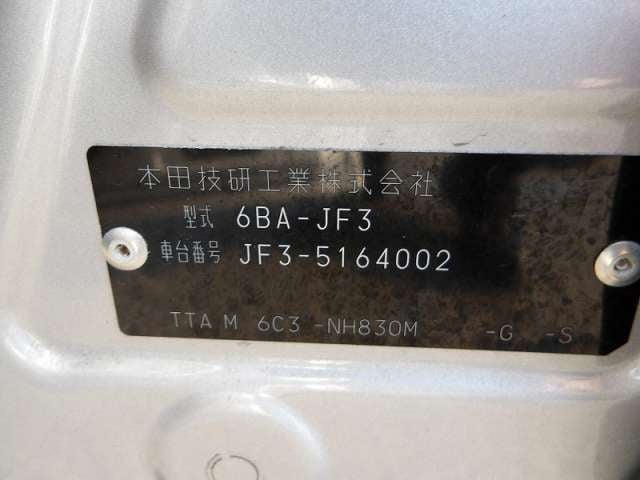 本田技研工業株式会社
型式 6BA-JF3
車台番号 JF3-5164002
TTA M 6C3 -NH830M -G -S